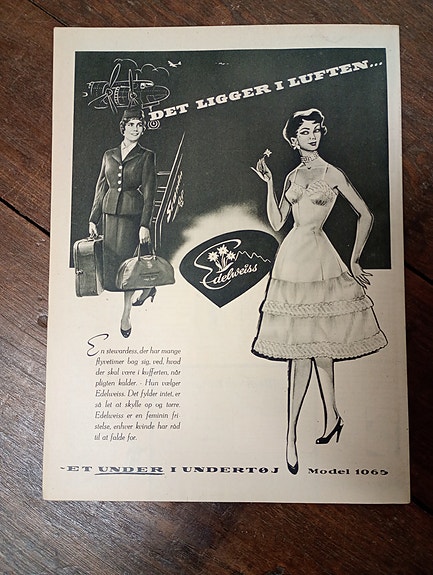 DET LIGGER I LUFTEN...
Edelweiss
En stewardess, der har mange
flyvetimer bag sig, ved, hvad
der skal være i kufferten, når
pligten kalder. - Hun vælger
Edelweiss. Det fylder intet, er
så let at skylle op og tørre.
Edelweiss er en feminin fri-
stelse, enhver kvinde har råd
til at falde for.
-ET UNDER I UNDERTØJ Model 1065